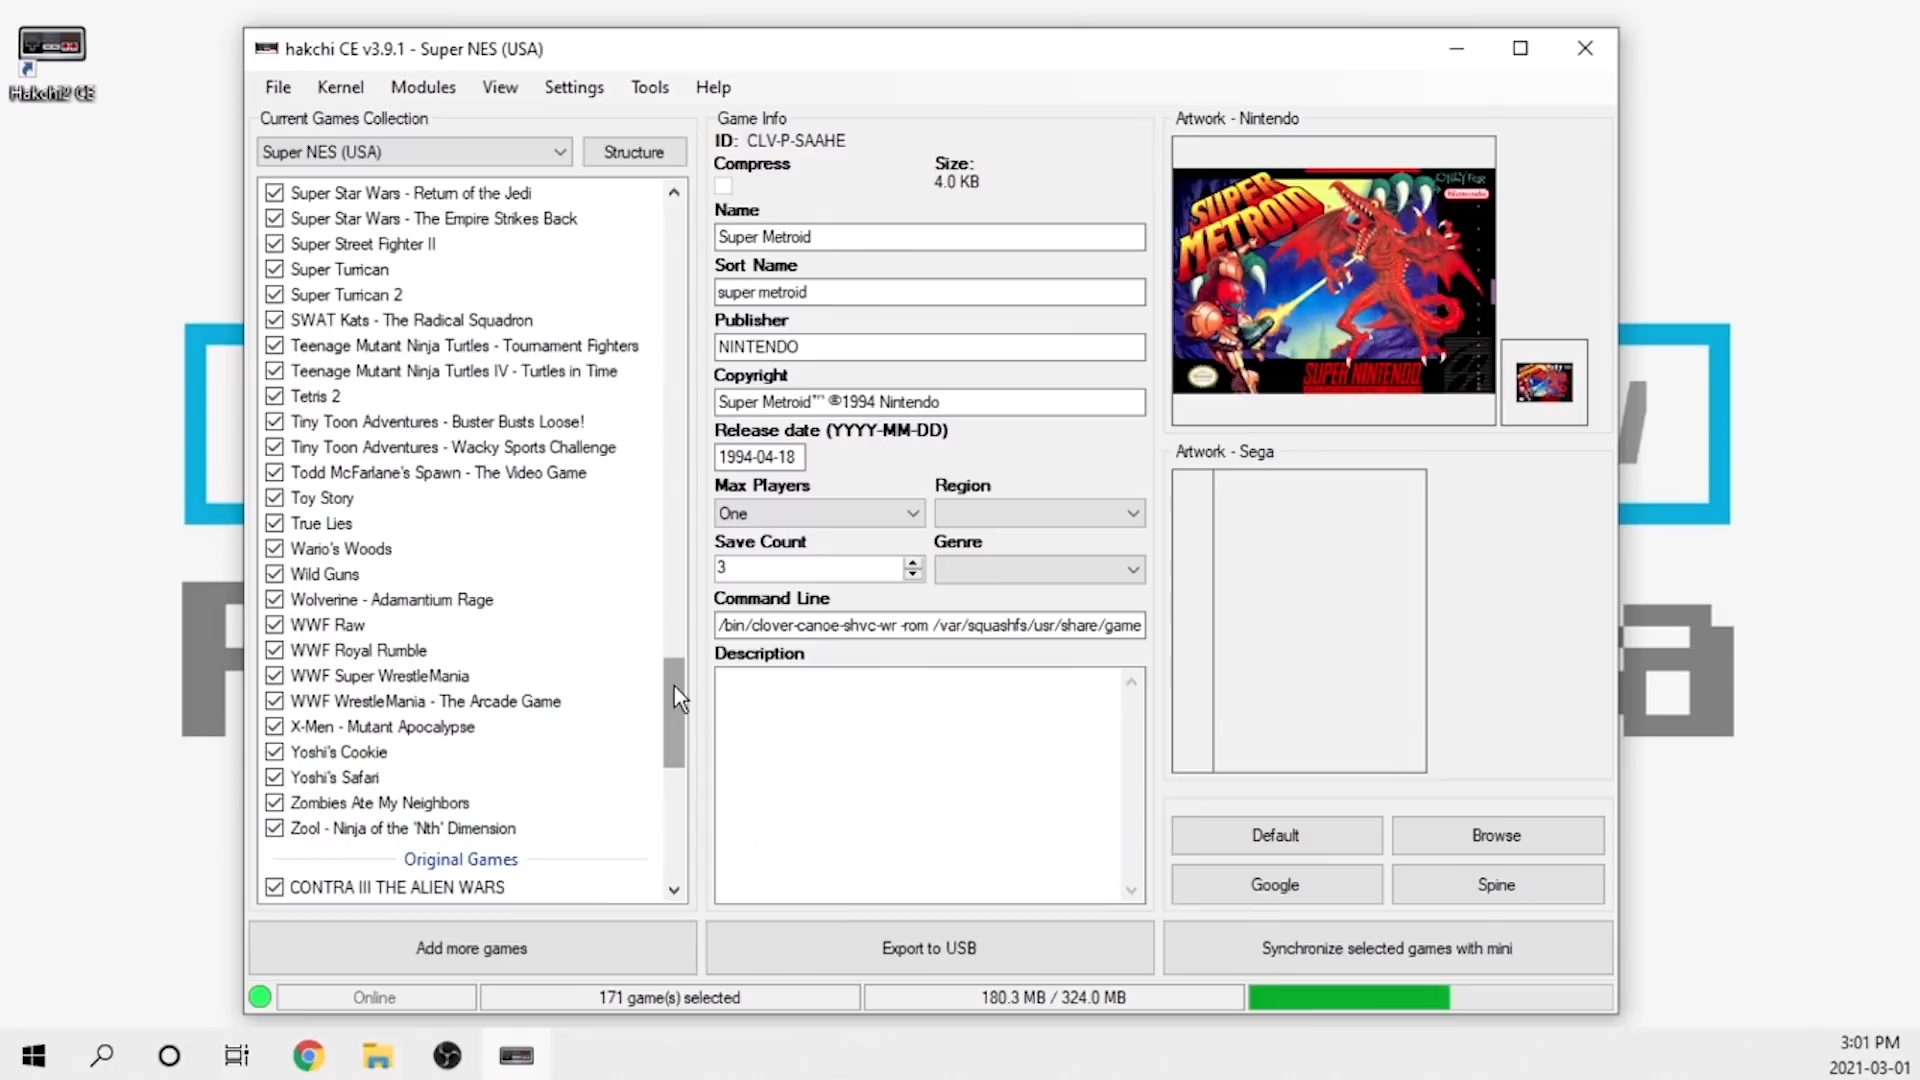 Hakchi2 CE
hakchi CE v3.9.1 - Super NES (USA)
File Kernel Modules View Settings Tools Help
Current Games Collection
Super NES (USA)
Structure
Super Star Wars - Return of the Jedi
Super Star Wars - The Empire Strikes Back
Super Street Fighter II
Super Turrican
Super Turrican 2
SWAT Kats - The Radical Squadron
Teenage Mutant Ninja Turtles - Tournament Fighters
Teenage Mutant Ninja Turtles IV - Turtles in Time
Tetris 2
Tiny Toon Adventures - Buster Busts Loose!
Tiny Toon Adventures - Wacky Sports Challenge
Todd McFarlane's Spawn - The Video Game
Toy Story
True Lies
Wario's Woods
Wild Guns
Wolverine - Adamantium Rage
WWF Raw
WWF Royal Rumble
WWF Super WrestleMania
WWF WrestleMania - The Arcade Game
X-Men - Mutant Apocalypse
Yoshi's Cookie
Yoshi's Safari
Zombies Ate My Neighbors
Zool - Ninja of the 'Nth' Dimension
Original Games
CONTRA III THE ALIEN WARS
Game Info
ID: CLV-P-SAAHE
Compress
Size:
4.0 KB
Name
Super Metroid
Sort Name
super metroid
Publisher
NINTENDO
Copyright
Super Metroid™ ©1994 Nintendo
Release date (YYYY-MM-DD)
1994-04-18
Max Players
Region
One
Save Count
Genre
3
Command Line
/bin/clover-canoe-shvc-wr -rom /var/squashfs/usr/share/game
Description
Artwork - Nintendo
ONLY FOR
Nintendo
SUPER
METROID
SUPER NINTENDO
Artwork - Sega
Default
Browse
Google
Spine
Add more games
Export to USB
Synchronize selected games with mini
Online
171 game(s) selected
180.3 MB / 324.0 MB
3:01 PM
2021-03-01